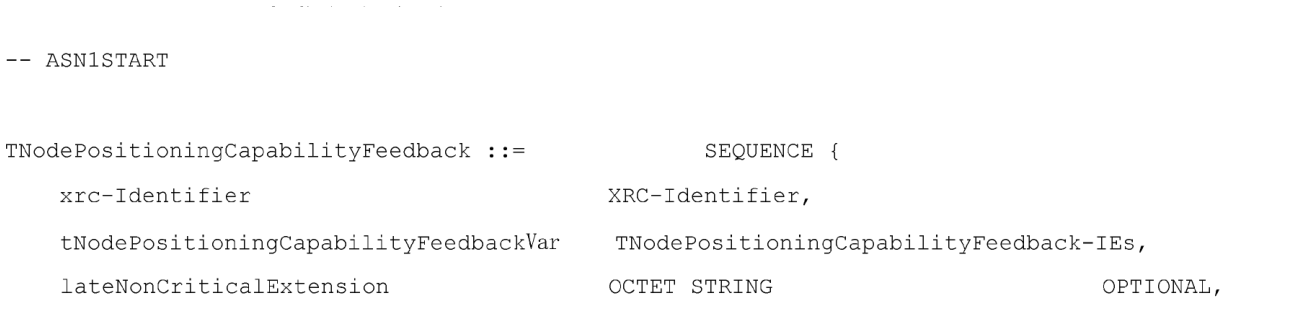 -- ASN1START
TNodePositioningCapabilityFeedback ::= SEQUENCE {
xrc-Identifier XRC-Identifier,
tNodePositioningCapabilityFeedbackVar TNodePositioningCapabilityFeedback-IEs,
lateNonCriticalExtension OCTET STRING OPTIONAL,